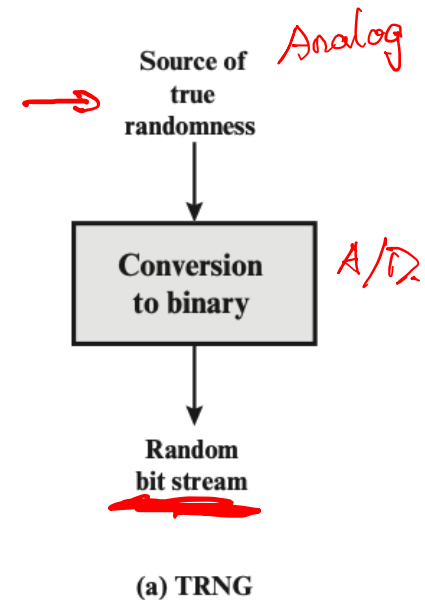 Analog
Source of
true
randomness
Conversion
to binary
A/D.
Random
bit stream
(a) TRNG